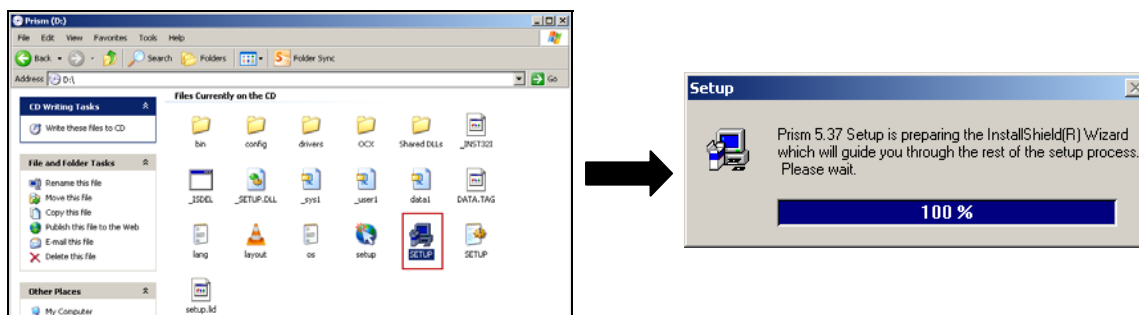 Prism (D:)
File Edit View Favorites Tools Help
Back Search Folders Folder Sync
Address D:\ Go
CD Writing Tasks
Write these files to CD
File and Folder Tasks
Rename this file
Move this file
Copy this file
Publish this file to the Web
E-mail this file
Delete this file
Other Places
My Computer
Files Currently on the CD
bin config drivers OCX Shared DLLs _INST32I
_ISDEL _SETUP.DLL _sys1 _user1 data1 DATA.TAG
lang layout os setup SETUP SETUP
setup.lid
Setup
Prism 5.37 Setup is preparing the InstallShield(R) Wizard
which will guide you through the rest of the setup process.
Please wait.
100 %